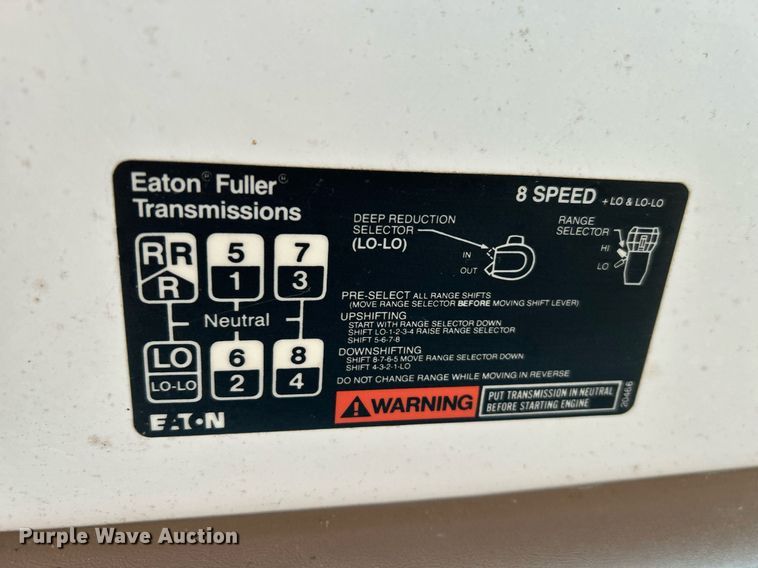 Eaton® Fuller®
Transmissions
8 SPEED + LO & LO-LO
DEEP REDUCTION
SELECTOR
(LO-LO)
IN
OUT
RANGE
SELECTOR
HI
LO
R R 5 7
R 1 3
Neutral
LO 6 8
LO-LO 2 4
EATON
PRE-SELECT ALL RANGE SHIFTS
(MOVE RANGE SELECTOR BEFORE MOVING SHIFT LEVER)
UPSHIFTING
START WITH RANGE SELECTOR DOWN
SHIFT LO-1-2-3-4 RAISE RANGE SELECTOR
SHIFT 5-6-7-8
DOWNSHIFTING
SHIFT 8-7-6-5 MOVE RANGE SELECTOR DOWN
SHIFT 4-3-2-1-LO
DO NOT CHANGE RANGE WHILE MOVING IN REVERSE
WARNING
PUT TRANSMISSION IN NEUTRAL
BEFORE STARTING ENGINE
20466
Purple Wave Auction